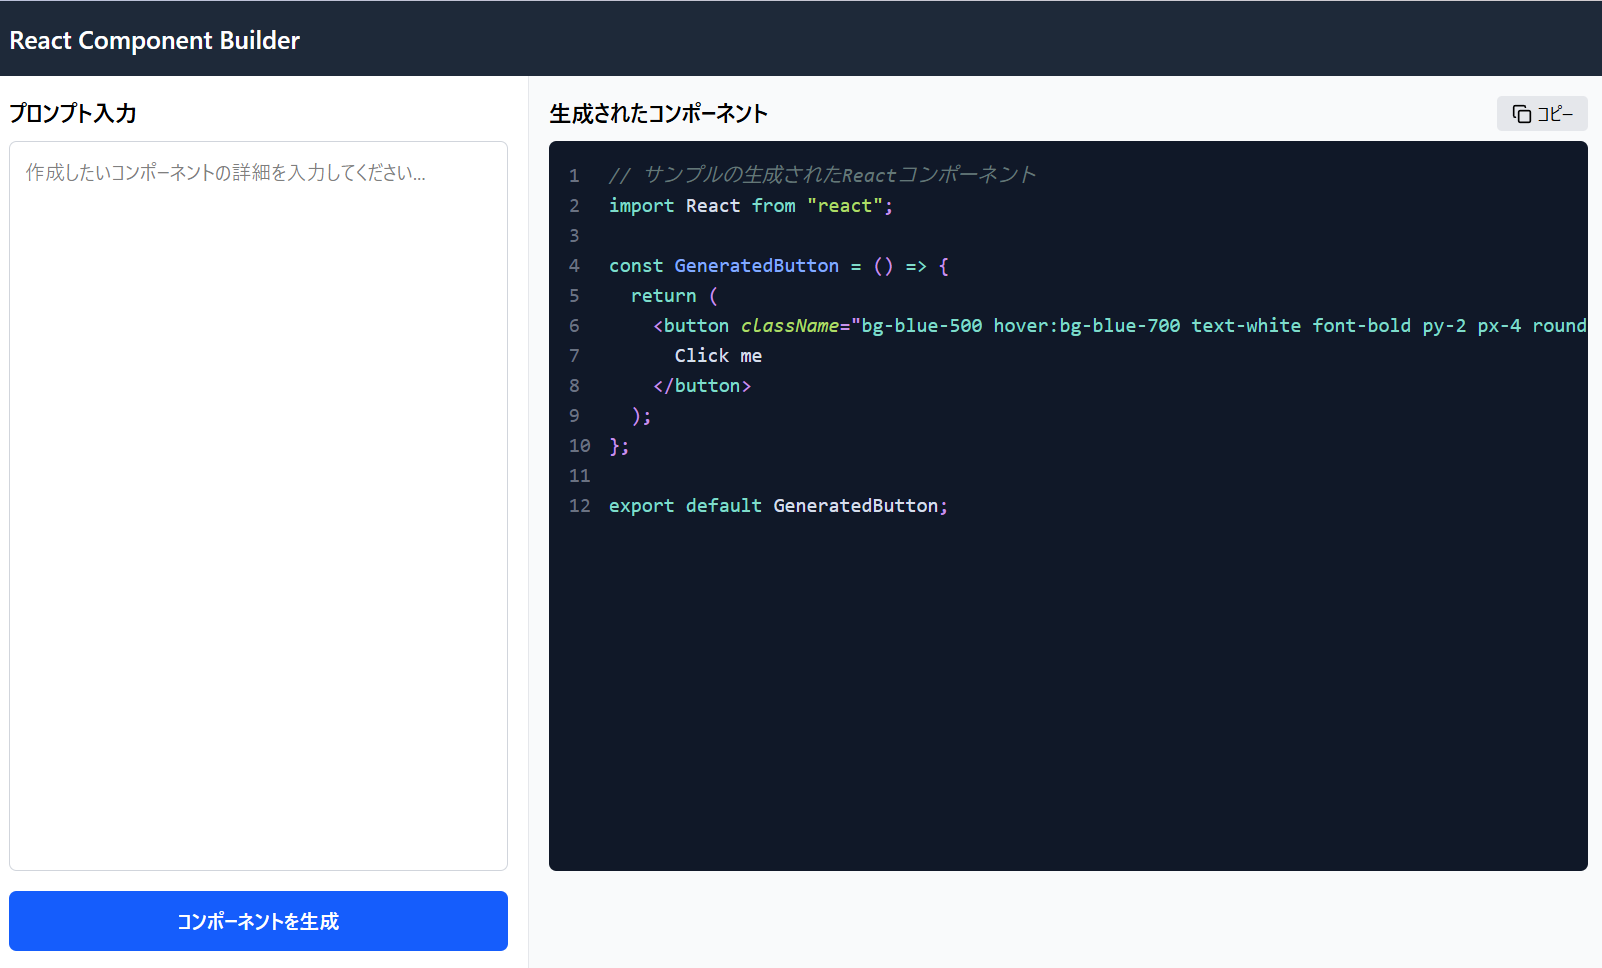 React Component Builder
プロンプト入力
作成したいコンポーネントの詳細を入力してください...
コンポーネントを生成
生成されたコンポーネント
コピー
1 // サンプルの生成されたReactコンポーネント
2 import React from "react";
3
4 const GeneratedButton = () => {
5   return (
6     <button className="bg-blue-500 hover:bg-blue-700 text-white font-bold py-2 px-4 round
7       Click me
8     </button>
9   );
10 };
11
12 export default GeneratedButton;